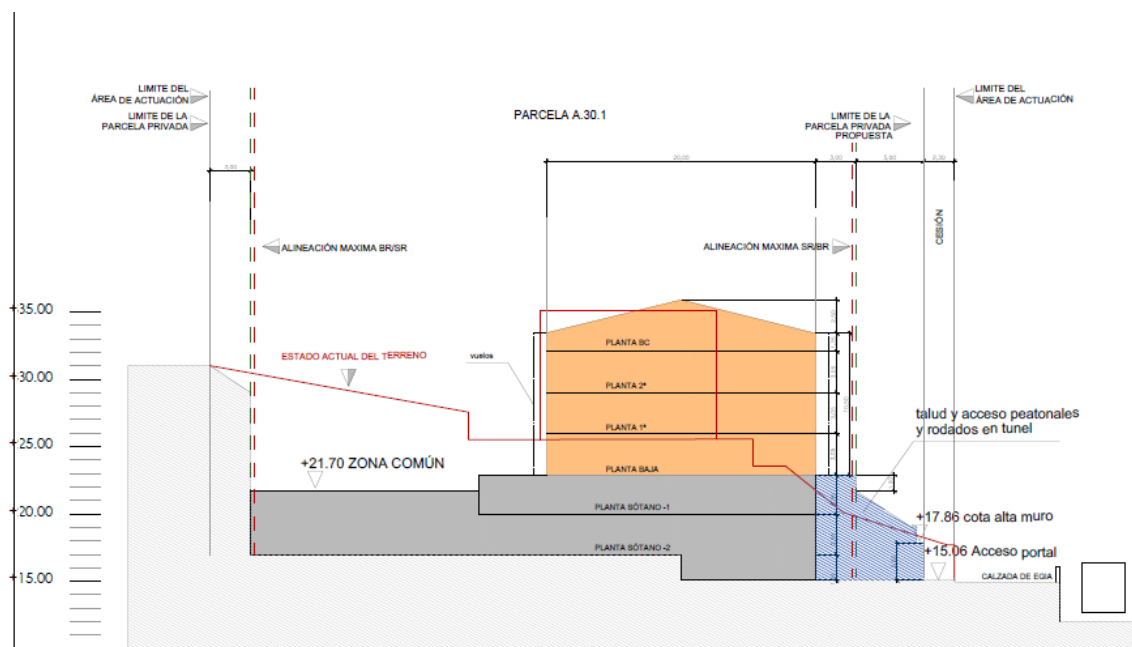 LIMITE DEL
ÁREA DE ACTUACIÓN
LIMITE DE LA
PARCELA PRIVADA
PARCELA A.30.1
LIMITE DEL
ÁREA DE ACTUACIÓN
LIMITE DE LA
PARCELA PRIVADA
PROPUESTA
20,00
3,00
2,30
CESIÓN
ALINEACIÓN MAXIMA BR/SR
ALINEACIÓN MAXIMA SR/BR
+35.00
+30.00
+25.00
+20.00
+15.00
ESTADO ACTUAL DEL TERRENO
vuelos
PLANTA BC
PLANTA 2ª
PLANTA 1ª
PLANTA BAJA
PLANTA SÓTANO -1
PLANTA SÓTANO -2
+21.70 ZONA COMÚN
talud y acceso peatonales
y rodados en tunel
+17.86 cota alta muro
+15.06 Acceso portal
CALZADA DE EGIA